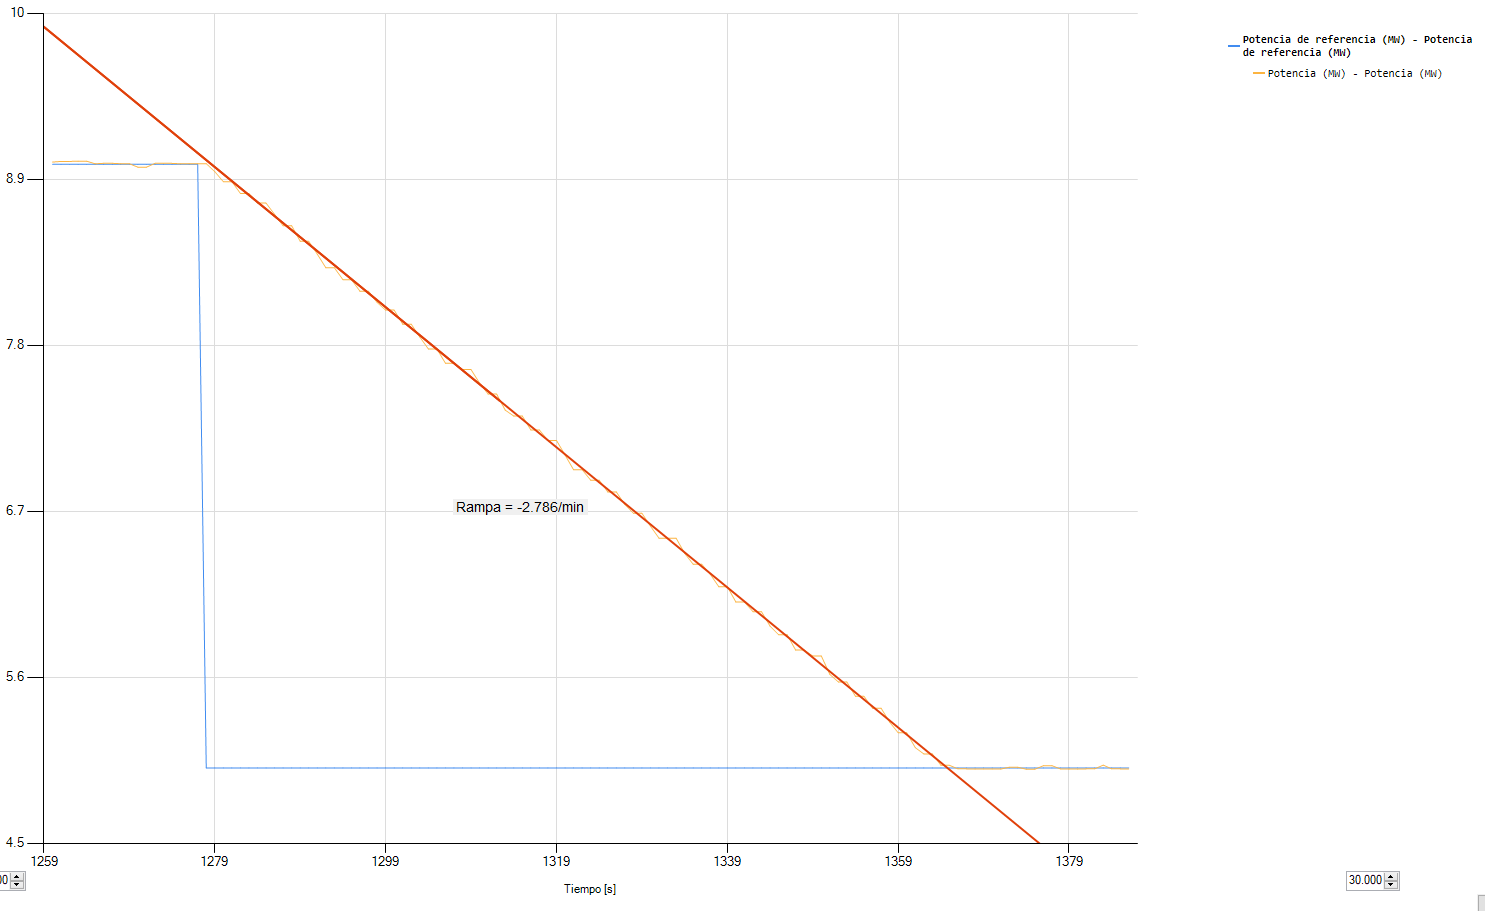 10
Potencia de referencia (MW) - Potencia
de referencia (MW)
Potencia (MW) - Potencia (MW)
8.9
7.8
6.7
Rampa = -2.786/min
5.6
4.5
1259 1279 1299 1319 1339 1359 1379
Tiempo [s]
30.000